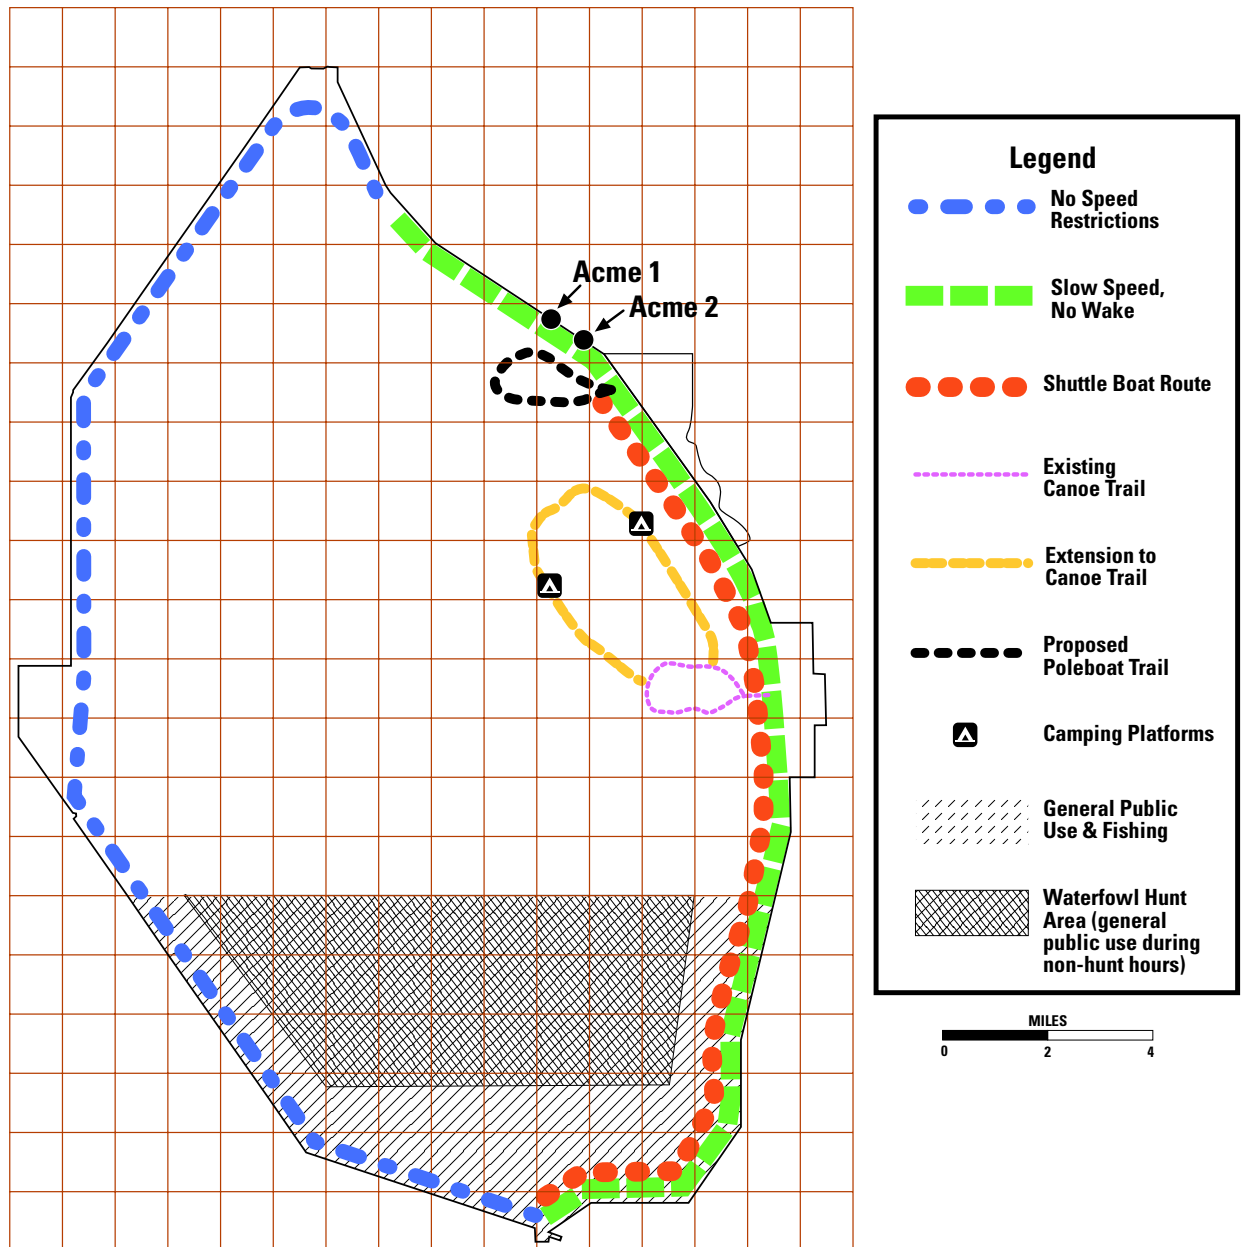 Acme 1
Acme 2
Legend
No Speed
Restrictions
Slow Speed,
No Wake
Shuttle Boat Route
Existing
Canoe Trail
Extension to
Canoe Trail
Proposed
Poleboat Trail
Camping Platforms
General Public
Use & Fishing
Waterfowl Hunt
Area (general
public use during
non-hunt hours)
MILES
0 2 4